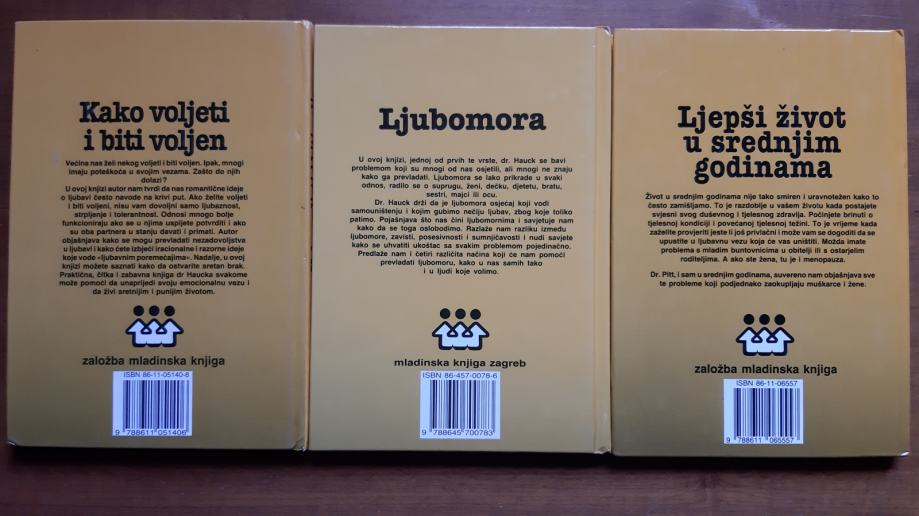 Kako voljeti
i biti voljen
Većina nas želi nekog voljeti i biti voljen. Ipak, mnogi
imaju poteškoća u svojim vezama. Zašto do njih
dolazi?
U ovoj knjizi autor nam tvrdi da nas romantične ideje
o ljubavi često navode na krivi put. Ako želite voljeti
i biti voljeni, nisu vam dovoljni samo ljubaznost,
strpljenje i tolerantnost. Odnosi mnogo bolje
funkcioniraju ako se u njima uspijete potvrditi i ako
su oba partnera u stanju davati i primati. Autor
objašnjava kako se mogu prevladati nezadovoljstva
u ljubavi i kako ćete izbjeći iracionalne i razorne ideje
koje vode »ljubavnim poremećajima«. Nadalje, u ovoj
knjizi možete saznati kako da ostvarite sretan brak.
Praktična, čitka i zabavna knjiga dr Haucka svakome
može pomoći da unaprijedi svoju emocionalnu vezu i
da živi sretnijim i punijim životom.
založba mladinska knjiga
ISBN 86-11-05140-8
9 788611 051406
Ljubomora
U ovoj knjizi, jednoj od prvih te vrste, dr. Hauck se bavi
problemom koji su mnogi od nas osjetili, ali mnogi ne znaju
kako ga prevladati. Ljubomora se lako prikrade u svaki
odnos, radilo se o suprugu, ženi, dečku, djetetu, bratu,
sestri, majci ili ocu.
Dr. Hauck drži da je ljubomora osjećaj koji vodi
samouništenju i kojim gubimo nečiju ljubav, zbog koje toliko
patimo. Pojašnjava što nas čini ljubomornima i savjetuje nam
kako da se toga oslobodimo. Razlaže nam razliku između
ljubomore, zavisti, posesivnosti i sumnjičavosti i nudi savjete
kako se uhvatiti ukoštac sa svakim problemom pojedinačno.
Predlaže nam i četiri različita načina koji će nam pomoći
prevladati ljubomoru, kako u nas samih tako
i u ljudi koje volimo.
mladinska knjiga zagreb
ISBN 86-457-0078-6
9 788645 700783
Ljepši život
u srednjim
godinama
Život u srednjim godinama nije tako smiren i uravnotežen kako to
često zamišljamo. To je razdoblje u vašem životu kada postajete
svjesni svog duševnog i tjelesnog zdravlja. Počinjete brinuti o
tjelesnoj kondiciji i povećanoj tjelesnoj težini. To je vrijeme kada
zaželite provjeriti jeste li još privlačni i može vam se dogoditi da se
upustite u ljubavnu vezu koja će vas uništiti. Možda imate
problema s mladim buntovnicima u obitelji ili s ostarjelim
roditeljima. A ako ste žena, tu je i menopauza.
Dr. Pitt, i sam u srednjim godinama, suvereno nam objašnjava sve
te probleme koji podjednako zaokupljaju muškarce i žene.
založba mladinska knjiga
ISBN 86-11-06557
9 788611 065557